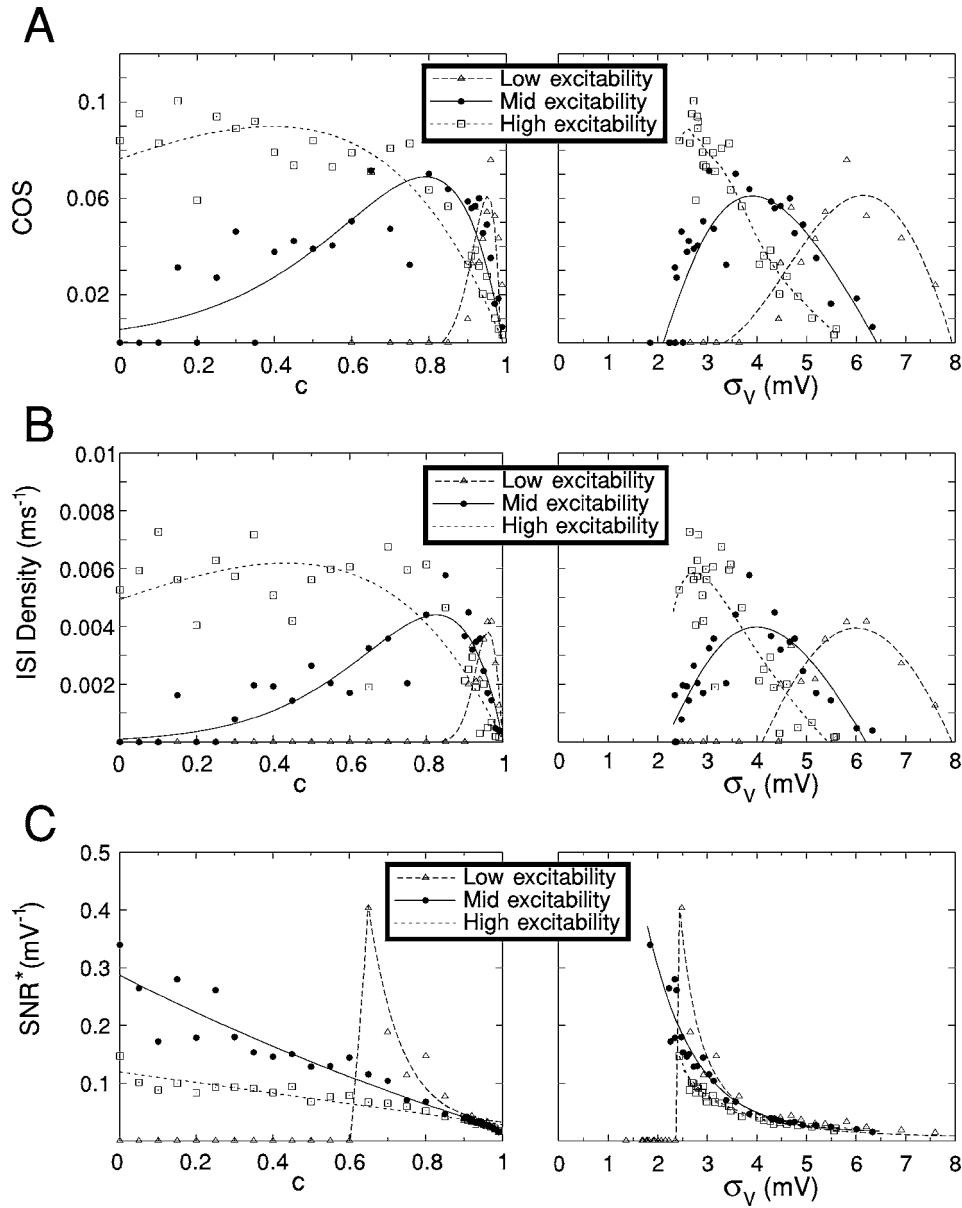 A
COS
0.1
0.06
0.02
0 0.2 0.4 0.6 0.8 1
c
0 1 2 3 4 5 6 7 8
σV (mV)
Low excitability
Mid excitability
High excitability
B
ISI Density (ms-1)
0.01
0.008
0.006
0.004
0.002
0 0.2 0.4 0.6 0.8 1
c
0 1 2 3 4 5 6 7 8
σV (mV)
Low excitability
Mid excitability
High excitability
C
SNR* (mV-1)
0.5
0.4
0.3
0.2
0.1
0 0.2 0.4 0.6 0.8 1
c
0 1 2 3 4 5 6 7 8
σV (mV)
Low excitability
Mid excitability
High excitability